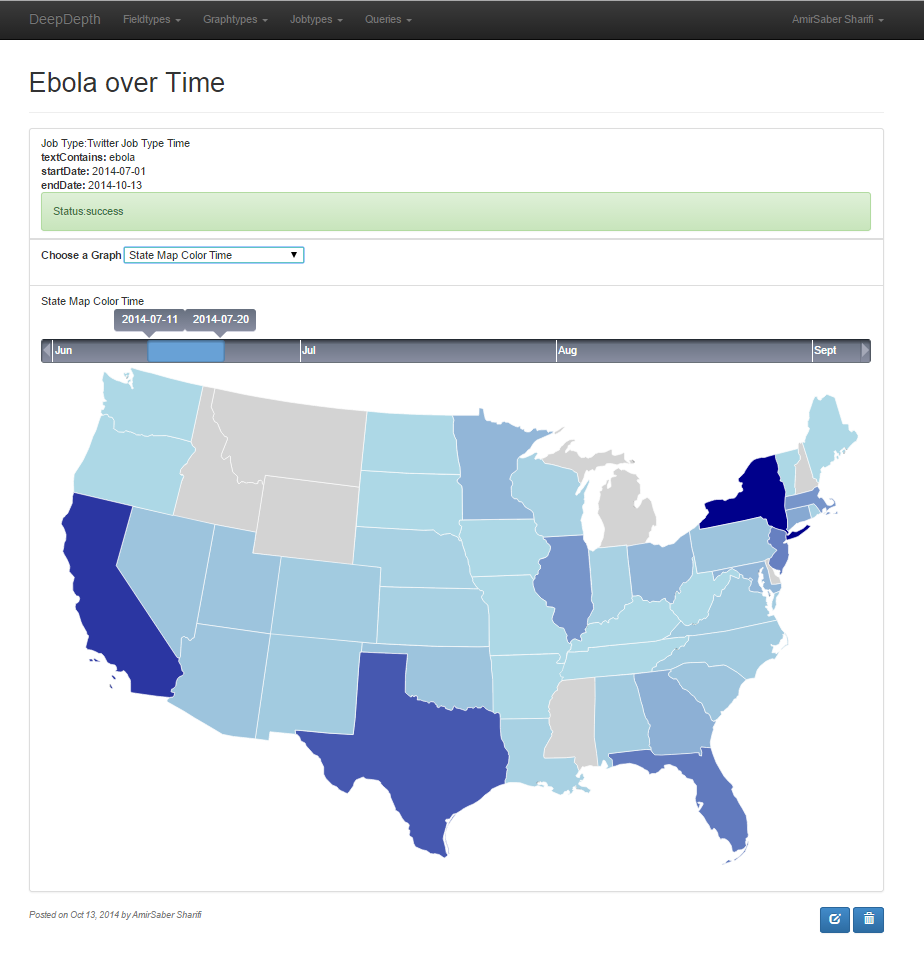 DeepDepth Fieldtypes Graphtypes Jobtypes Queries AmirSaber Sharifi
Ebola over Time
Job Type:Twitter Job Type Time
textContains: ebola
startDate: 2014-07-01
endDate: 2014-10-13
Status:success
Choose a Graph State Map Color Time
State Map Color Time
2014-07-11 2014-07-20
Jun Jul Aug Sept
Posted on Oct 13, 2014 by AmirSaber Sharifi